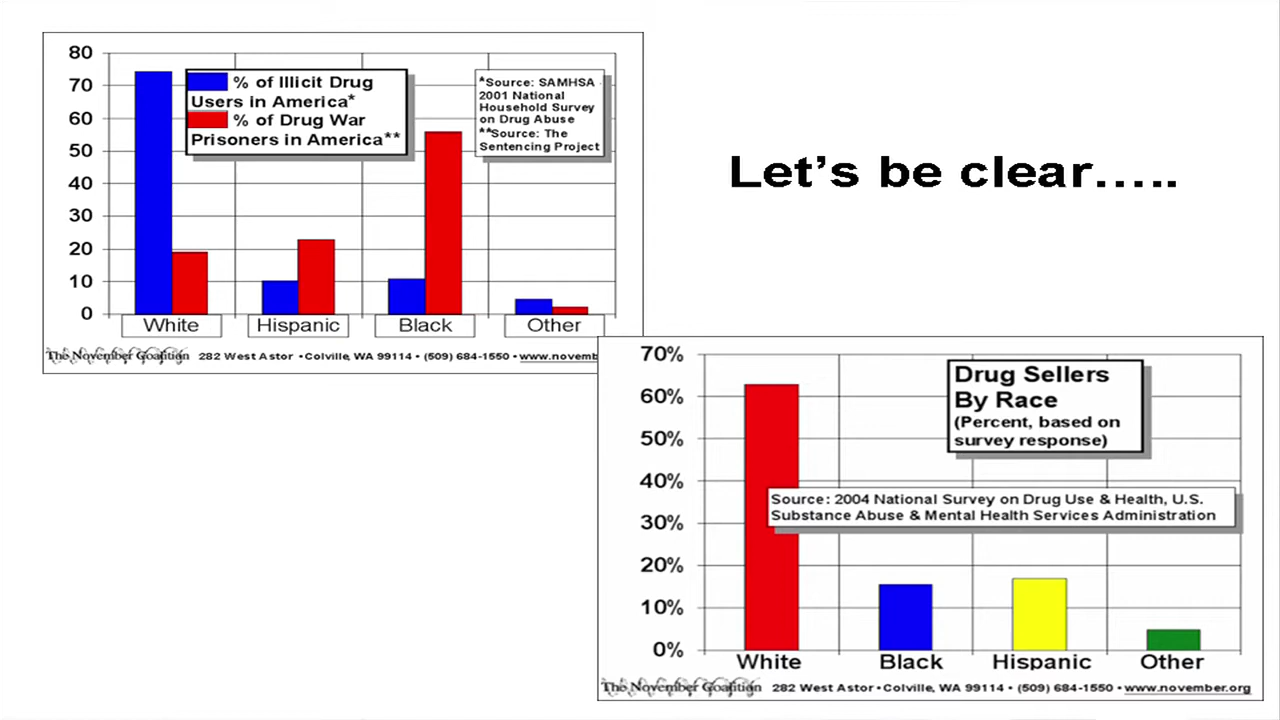 80
70
60
50
40
30
20
10
0
% of Illicit Drug
Users in America*
% of Drug War
Prisoners in America**
*Source: SAMHSA
2001 National
Household Survey
on Drug Abuse
**Source: The
Sentencing Project
White Hispanic Black Other
The November Coalition 282 West Astor • Colville, WA 99114 • (509) 684-1550 • www.novemb
Let's be clear.....
70%
60%
50%
40%
30%
20%
10%
0%
Drug Sellers
By Race
(Percent, based on
survey response)
Source: 2004 National Survey on Drug Use & Health, U.S.
Substance Abuse & Mental Health Services Administration
White Black Hispanic Other
The November Coalition 282 West Astor • Colville, WA 99114 • (509) 684-1550 • www.november.org